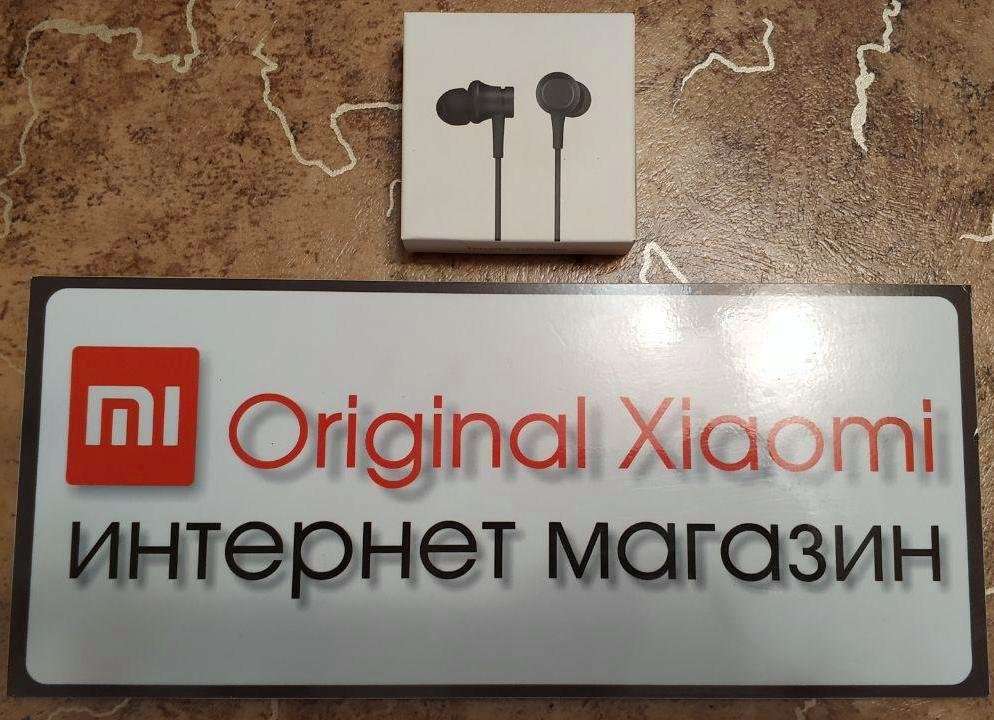 mi Original Xiaomi
интернет магазин